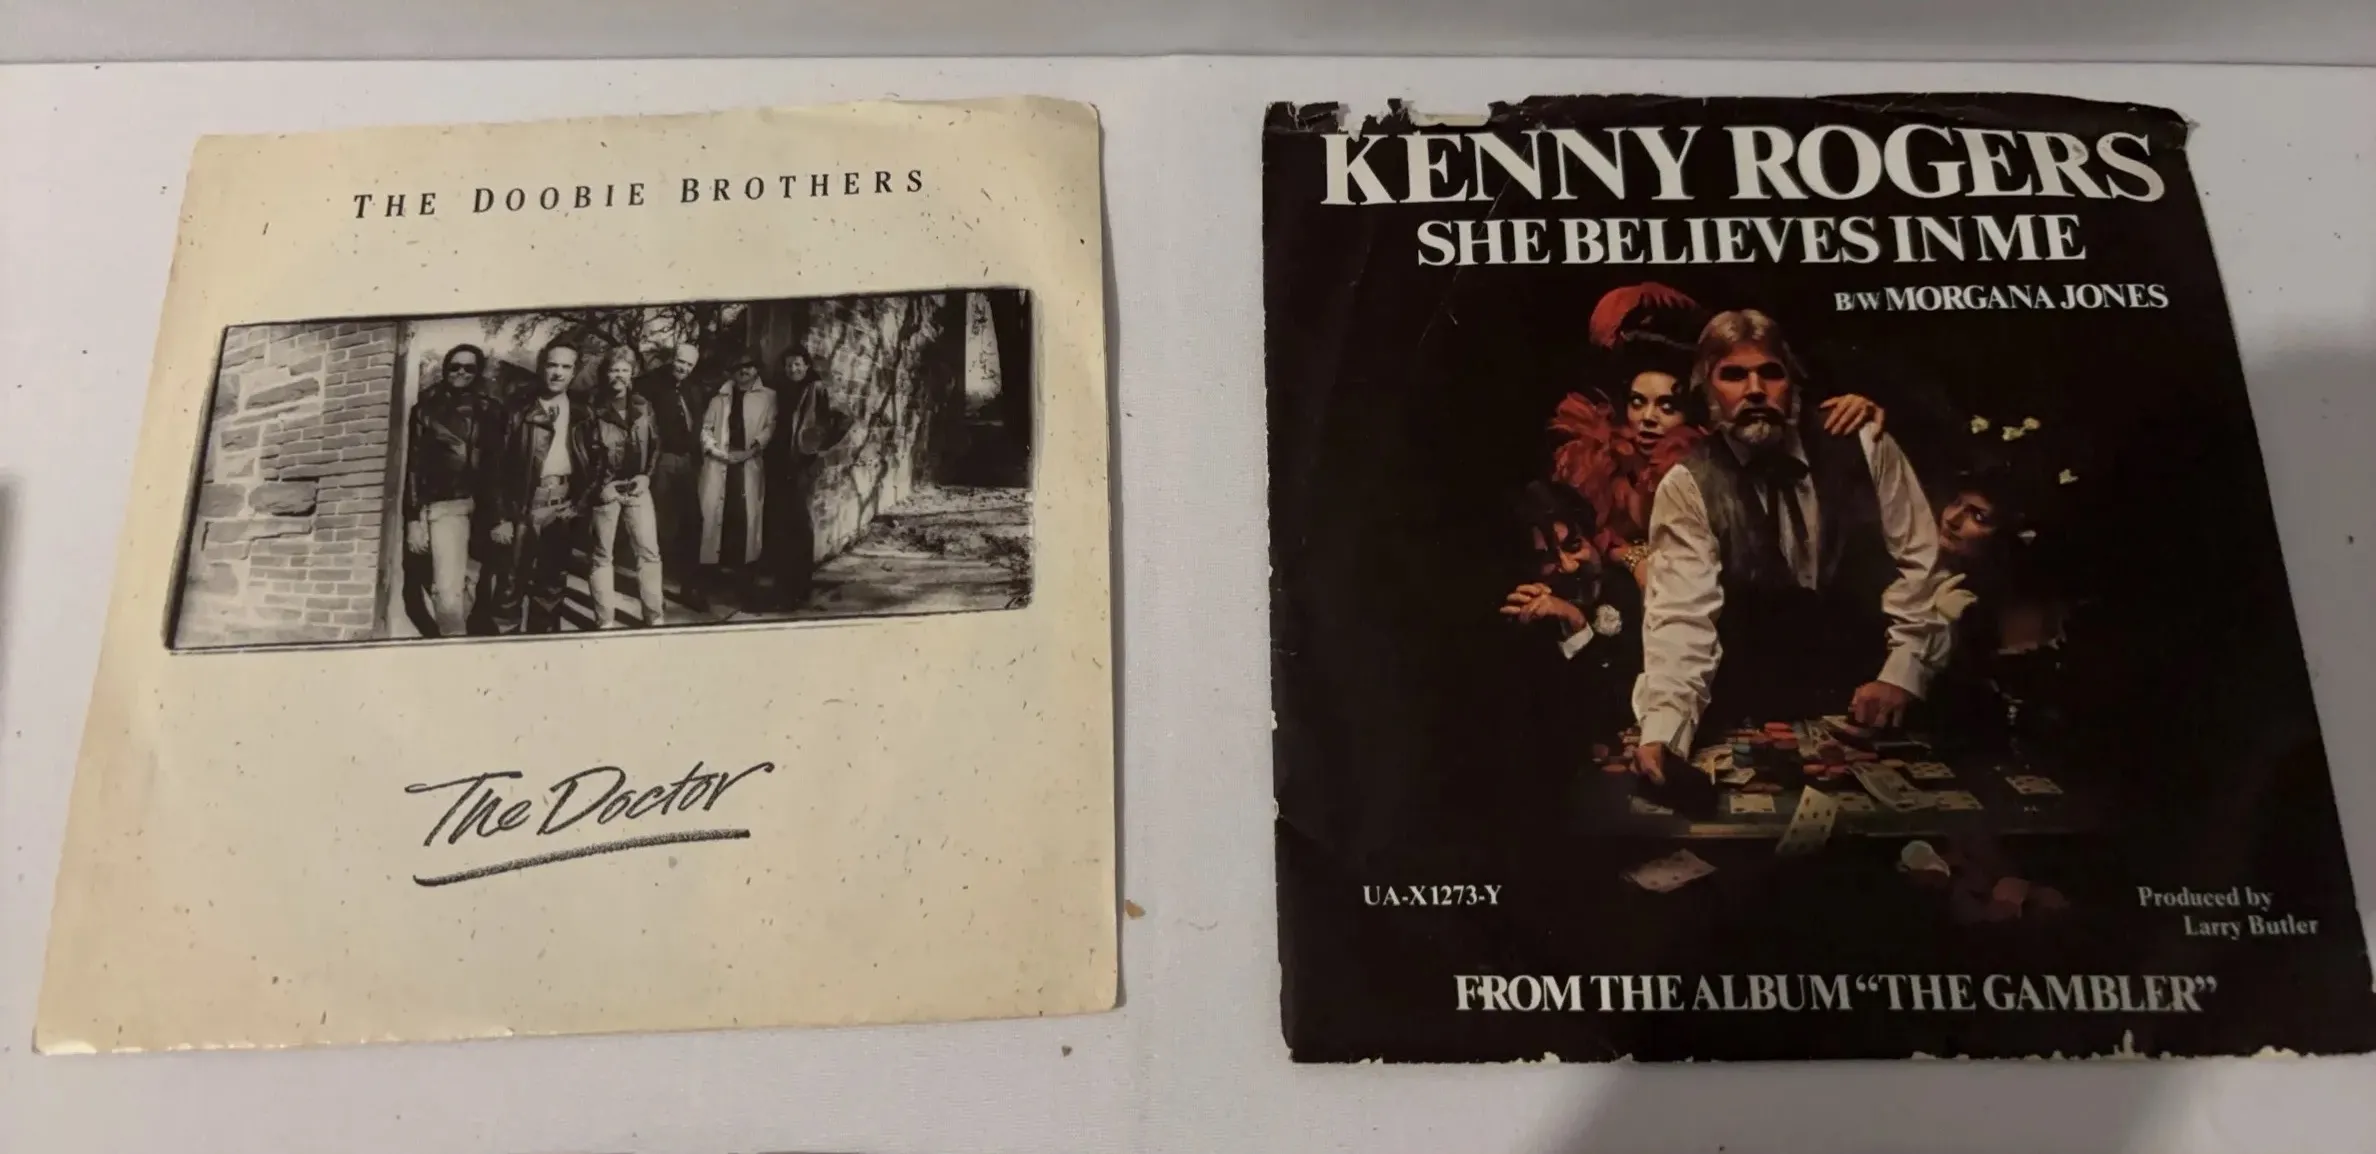 THE DOOBIE BROTHERS
The Doctor
KENNY ROGERS
SHE BELIEVES IN ME
B/W MORGANA JONES
UA-X1273-Y
Produced by
Larry Butler
FROM THE ALBUM “THE GAMBLER”